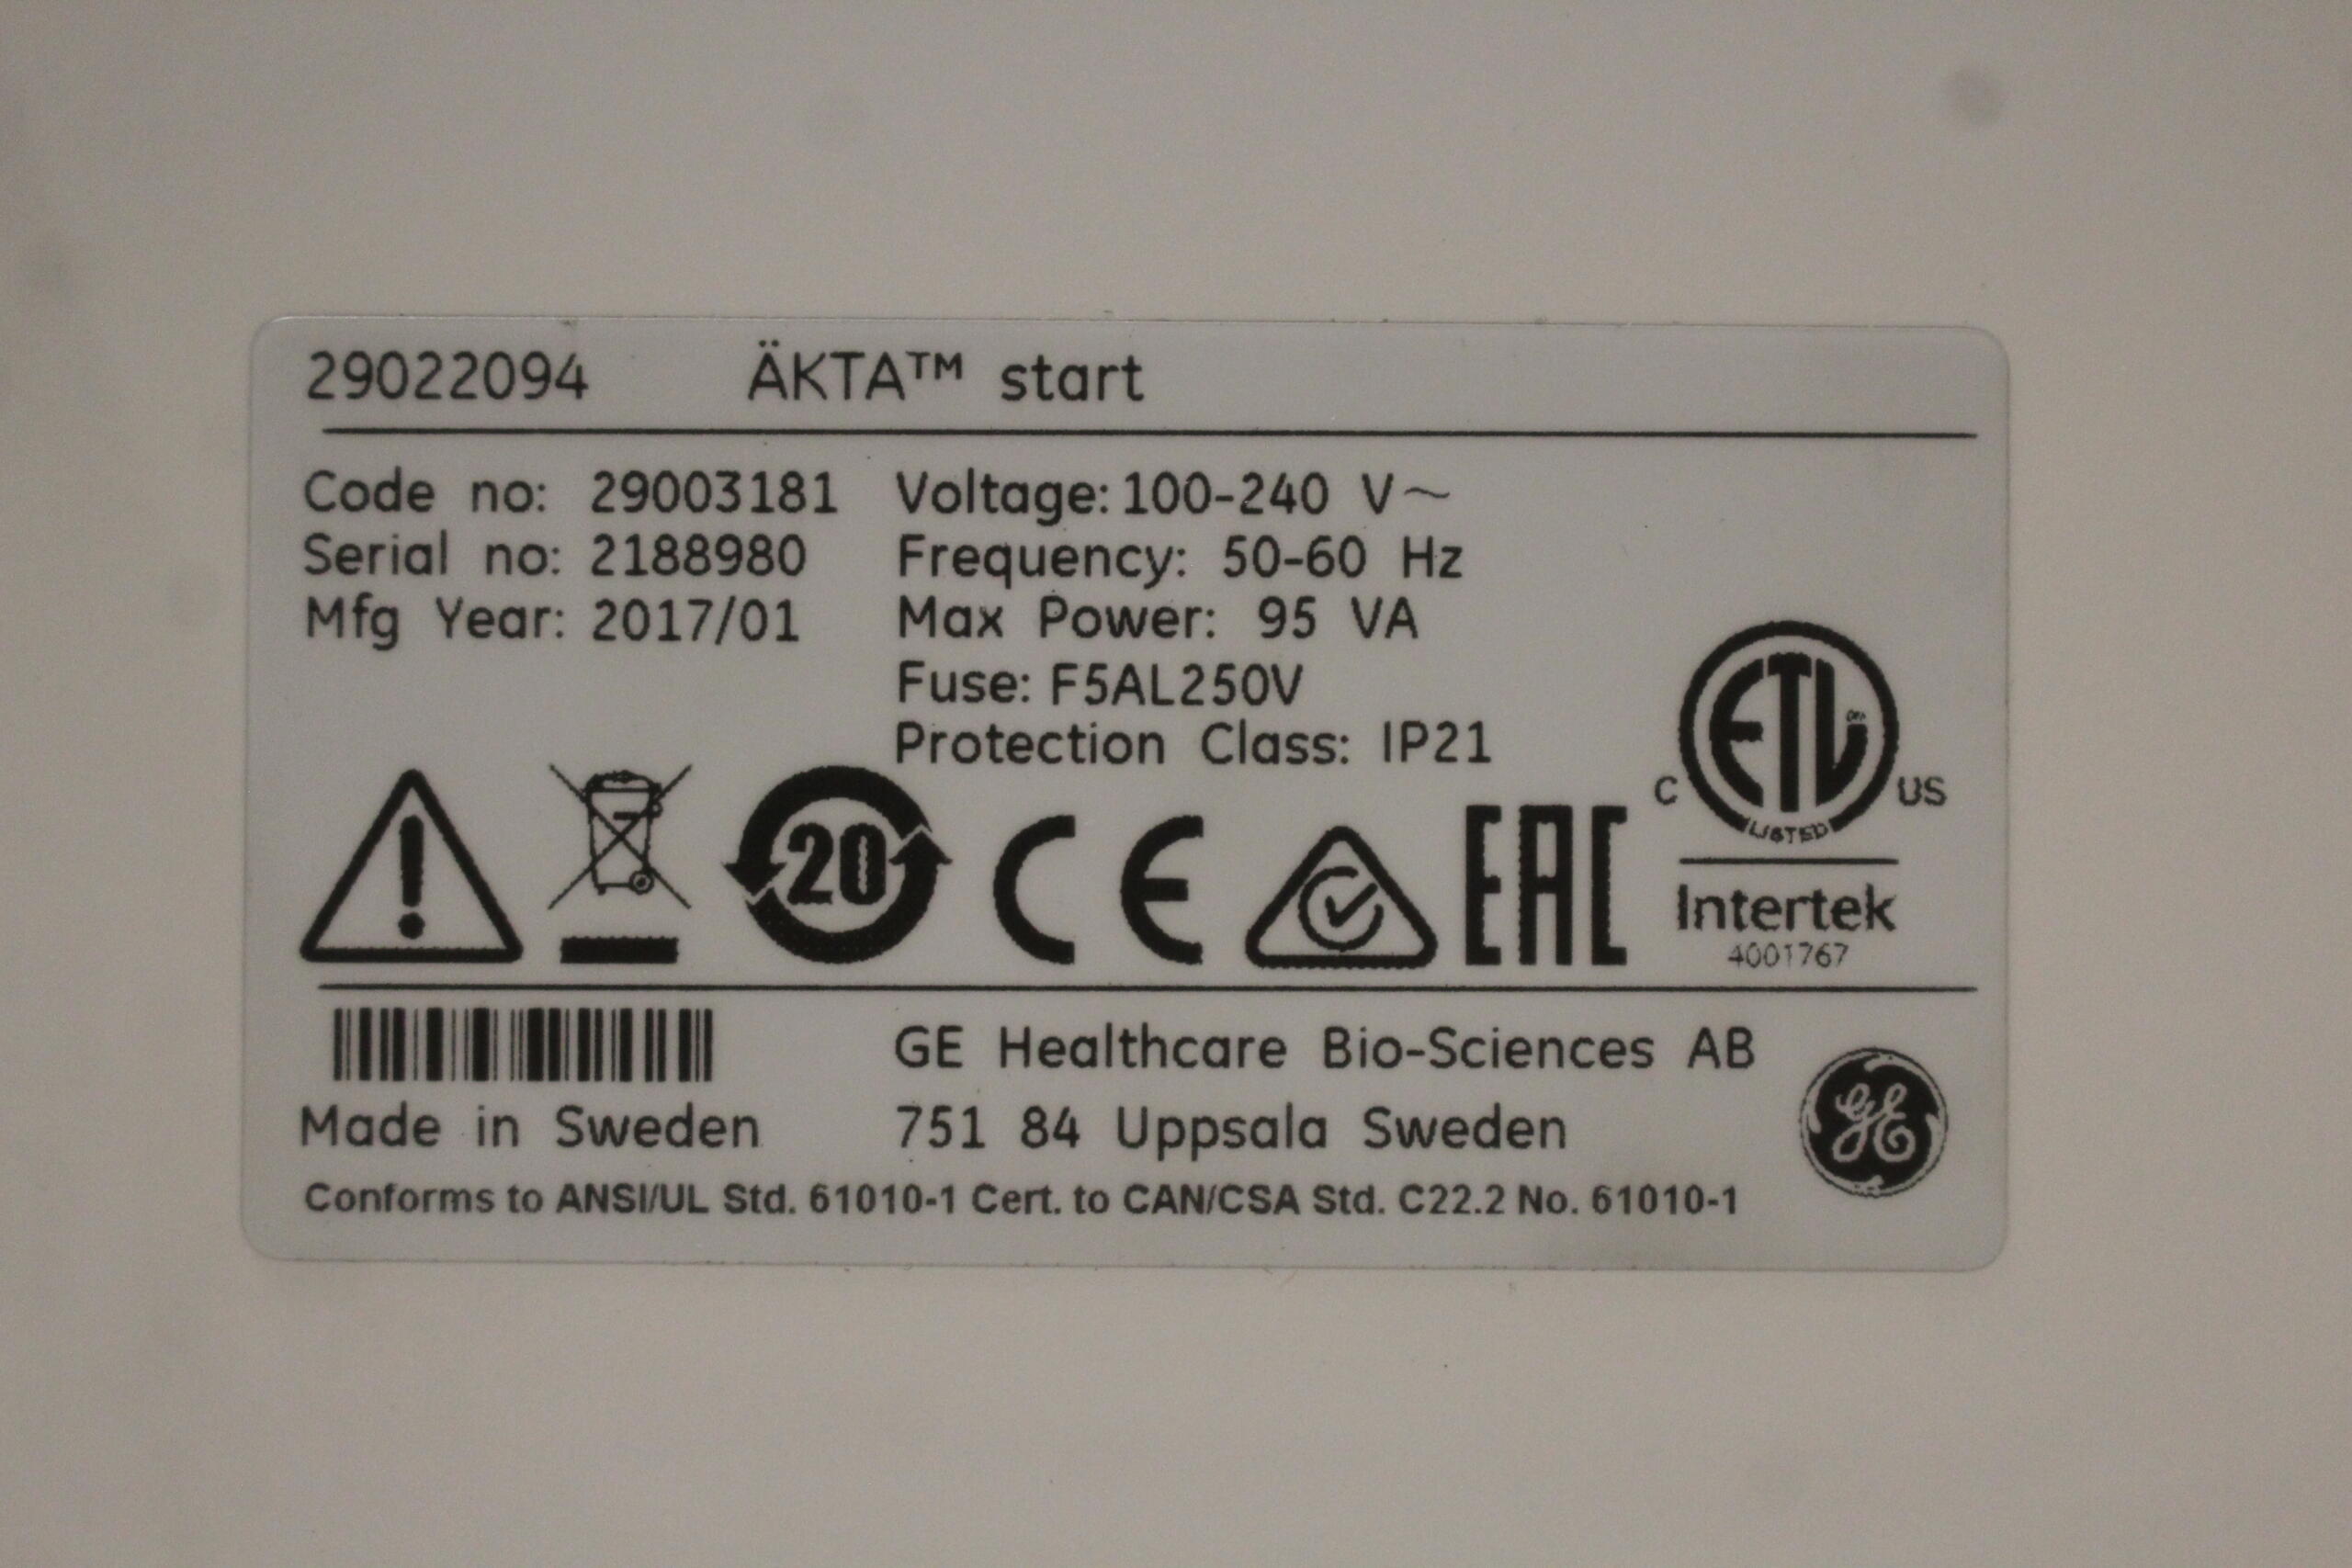 29022094 ÄKTA™ start
Code no: 29003181 Voltage: 100-240 V~
Serial no: 2188980 Frequency: 50-60 Hz
Mfg Year: 2017/01 Max Power: 95 VA
Fuse: F5AL250V
Protection Class: IP21
20 CE EAC
ETL
C US
LISTED
Intertek
4001767
GE Healthcare Bio-Sciences AB
Made in Sweden 751 84 Uppsala Sweden
GE
Conforms to ANSI/UL Std. 61010-1 Cert. to CAN/CSA Std. C22.2 No. 61010-1